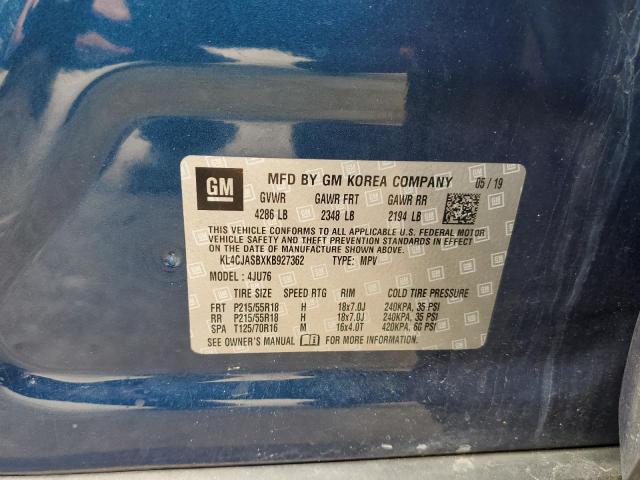 GM MFD BY GM KOREA COMPANY 05/19
GVWR GAWR FRT GAWR RR
4286 LB 2348 LB 2194 LB
THIS VEHICLE CONFORMS TO ALL APPLICABLE U.S. FEDERAL MOTOR
VEHICLE SAFETY, BUMPER, AND THEFT PREVENTION STANDARDS IN
EFFECT ON THE DATE OF MANUFACTURE SHOWN ABOVE.
KL4CJASBXKB927362 TYPE: MPV
MODEL: 4JU76
TIRE SIZE SPEED RTG RIM COLD TIRE PRESSURE
FRT P215/55R18 H 18x7.0J 240KPA, 35 PSI
RR P215/55R18 H 18x7.0J 240KPA, 35 PSI
SPA T125/70R16 M 16x4.0T 420KPA, 60 PSI
SEE OWNER'S MANUAL FOR MORE INFORMATION.